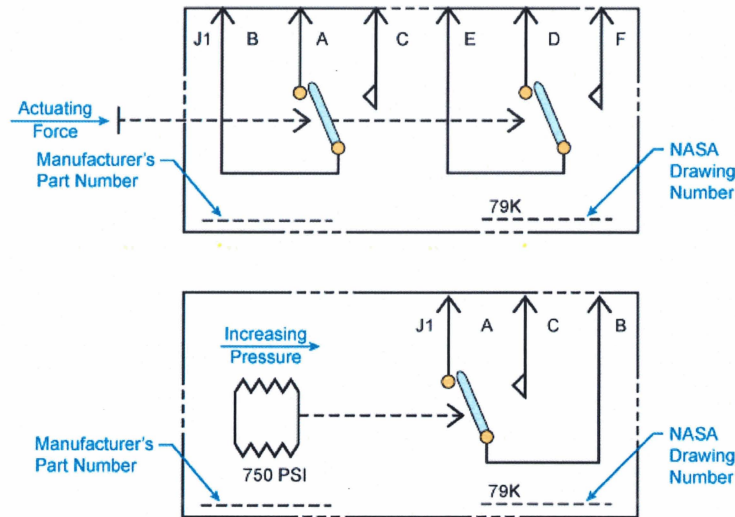 J1 B A C E D F
Actuating
Force
Manufacturer's
Part Number
NASA
Drawing
Number
79K
Increasing
Pressure
J1 A C B
Manufacturer's
Part Number
750 PSI
79K
NASA
Drawing
Number